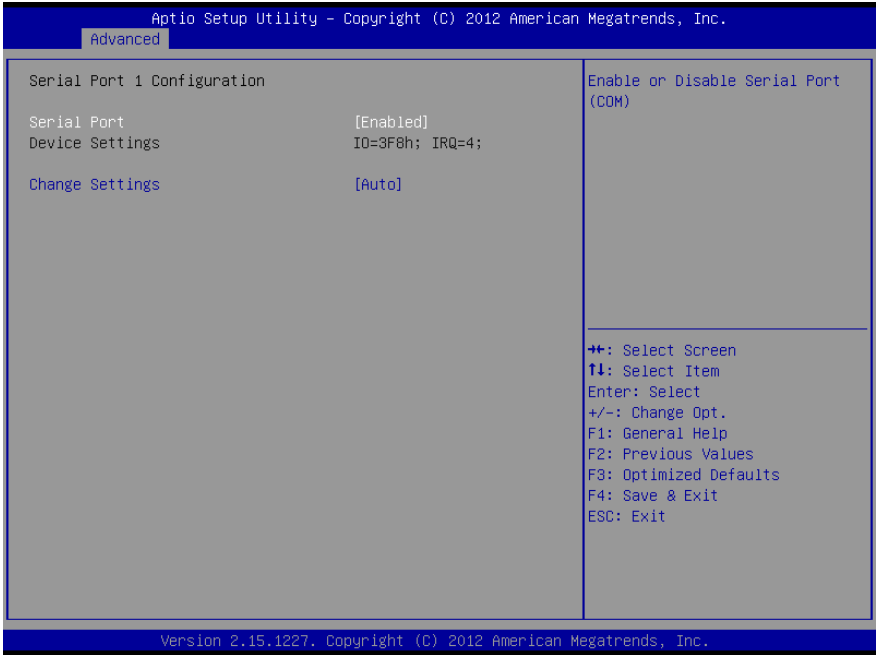 Aptio Setup Utility – Copyright (C) 2012 American Megatrends, Inc.
Advanced
Serial Port 1 Configuration
Serial Port [Enabled]
Device Settings IO=3F8h; IRQ=4;
Change Settings [Auto]
Enable or Disable Serial Port
(COM)
→←: Select Screen
↑↓: Select Item
Enter: Select
+/-: Change Opt.
F1: General Help
F2: Previous Values
F3: Optimized Defaults
F4: Save & Exit
ESC: Exit
Version 2.15.1227. Copyright (C) 2012 American Megatrends, Inc.